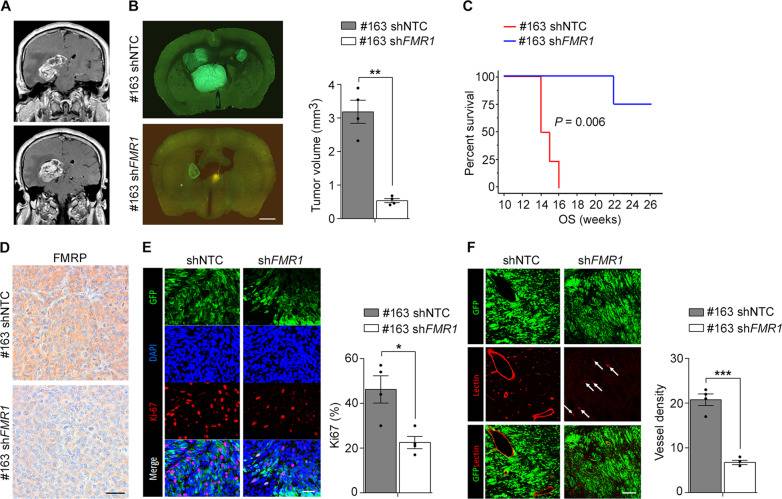 A
B
#163 shNTC
#163 shFMR1
#163 shNTC
#163 shFMR1
Tumor volume (mm3)
4
3
2
1
0
**
C
#163 shNTC
#163 shFMR1
Percent survival
100
75
50
25
0
P = 0.006
10 12 14 16 18 20 22 24 26
OS (weeks)
D
FMRP
#163 shNTC
#163 shFMR1
E
shNTC shFMR1
GFP
DAPI
Ki-67
Merge
#163 shNTC
#163 shFMR1
Ki67 (%)
60
40
20
0
*
F
shNTC shFMR1
GFP
Lectin
GFPLectin
#163 shNTC
#163 shFMR1
Vessel density
30
20
10
0
***